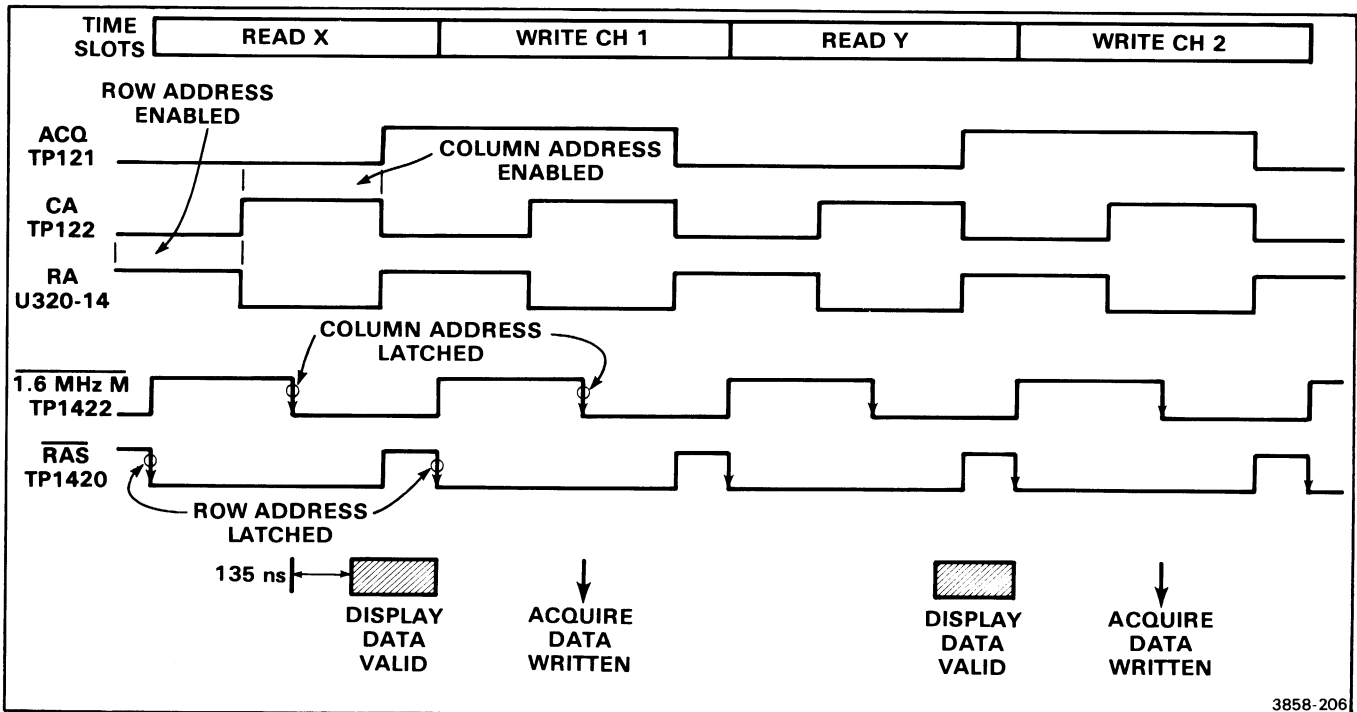 TIME
SLOTS
READ X
WRITE CH 1
READ Y
WRITE CH 2
ROW ADDRESS
ENABLED
ACQ
TP121
COLUMN ADDRESS
ENABLED
CA
TP122
RA
U320-14
COLUMN ADDRESS
LATCHED
1.6 MHz M
TP1422
RAS
TP1420
ROW ADDRESS
LATCHED
135 ns
DISPLAY
DATA
VALID
ACQUIRE
DATA
WRITTEN
DISPLAY
DATA
VALID
ACQUIRE
DATA
WRITTEN
3858-206